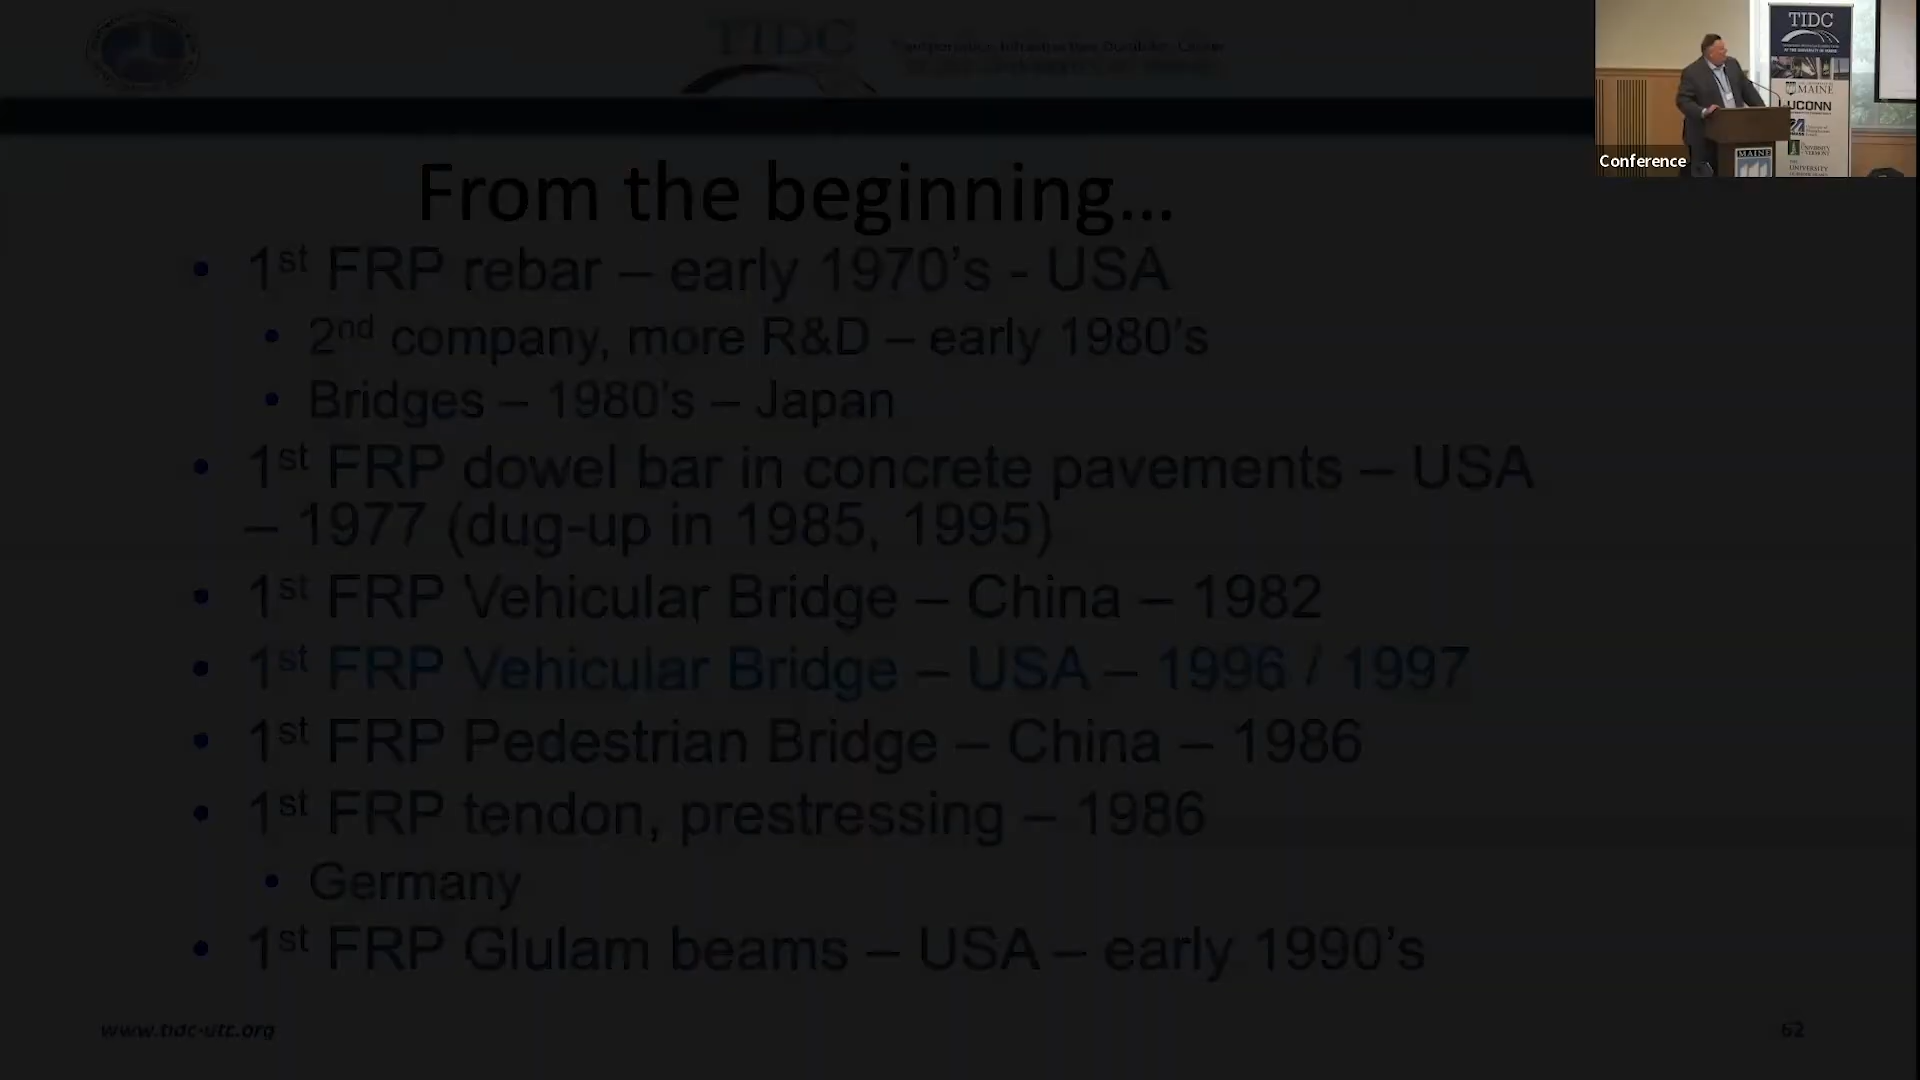 TIDC
From the beginning...
• 1st FRP rebar – early 1970's - USA
• 2nd company, more R&D – early 1980's
• Bridges – 1980's – Japan
• 1st FRP dowel bar in concrete pavements – USA
– 1977 (dug-up in 1985, 1995)
• 1st FRP Vehicular Bridge – China – 1982
• 1st FRP Vehicular Bridge – USA – 1996 / 1997
• 1st FRP Pedestrian Bridge – China – 1986
• 1st FRP tendon, prestressing – 1986
• Germany
• 1st FRP Glulam beams – USA – early 1990's
www.tidc-utc.org
62
TIDC
MAINE
UCONN
UNIVERSITY
MAINE
Conference